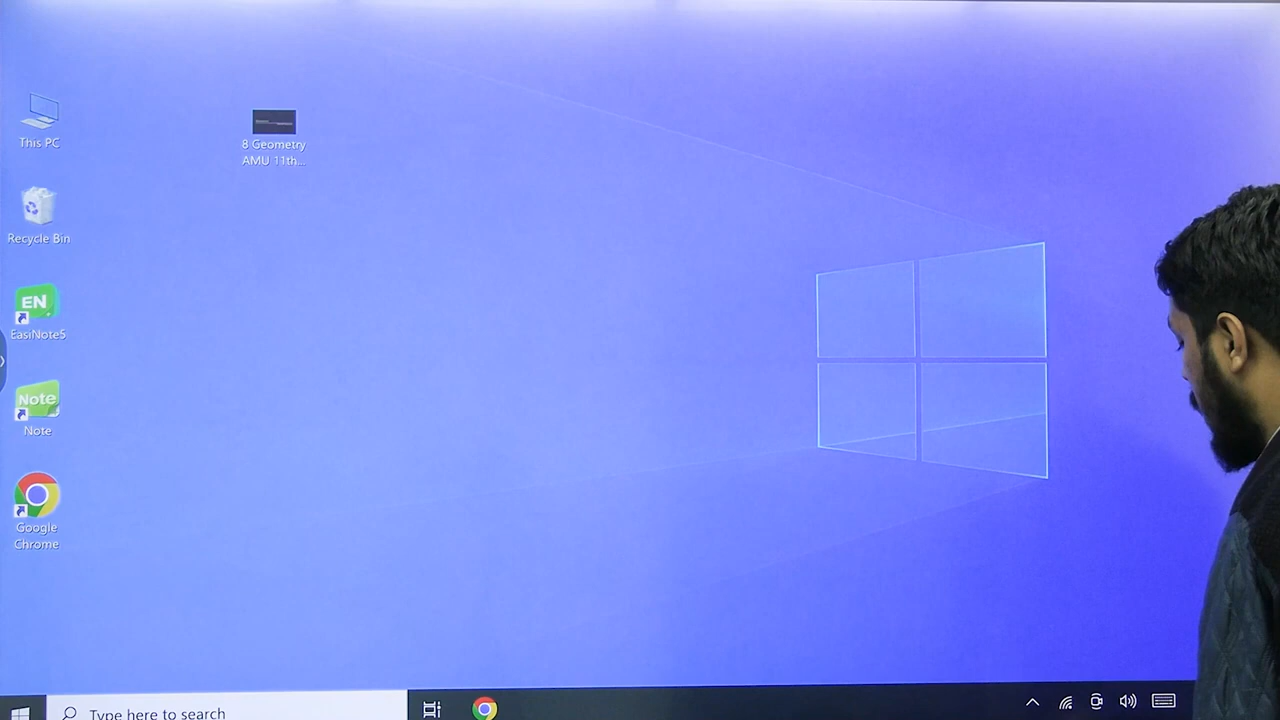 This PC
8 Geometry
AMU 11th...
Recycle Bin
EN
EasiNote5
Note
Note
Google
Chrome
Type here to search